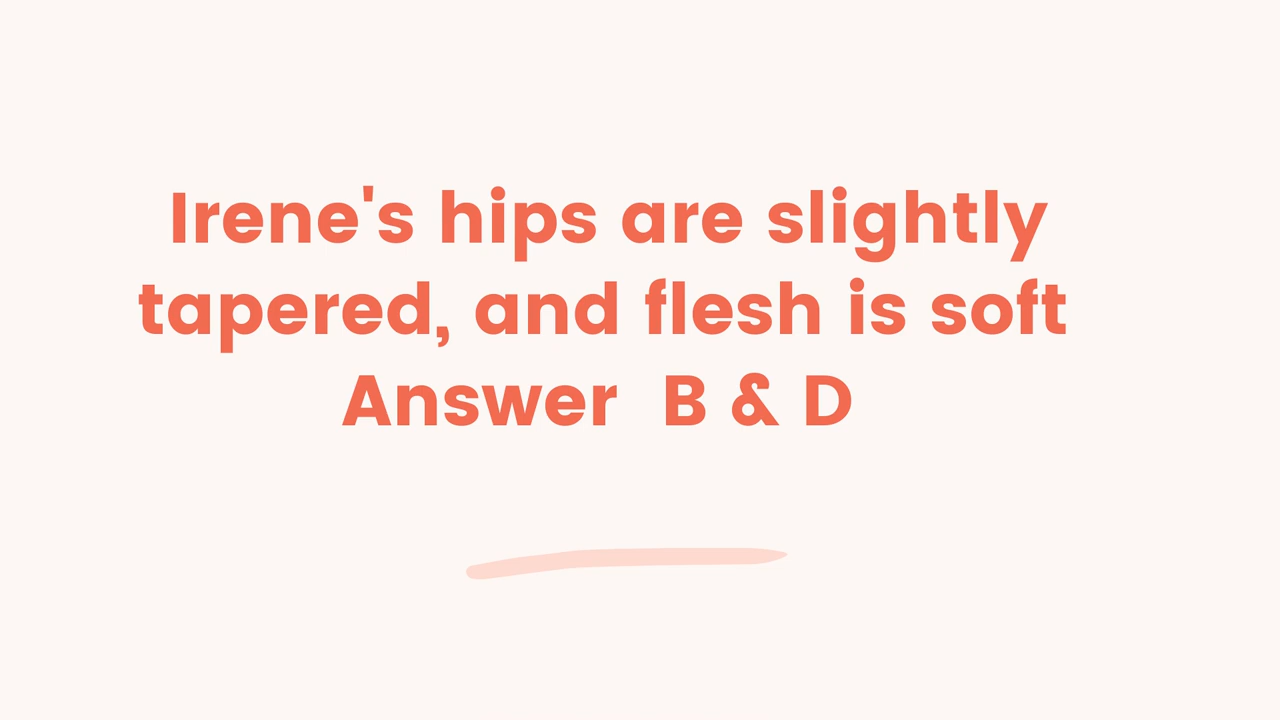 Irene's hips are slightly
tapered, and flesh is soft
Answer  B & D